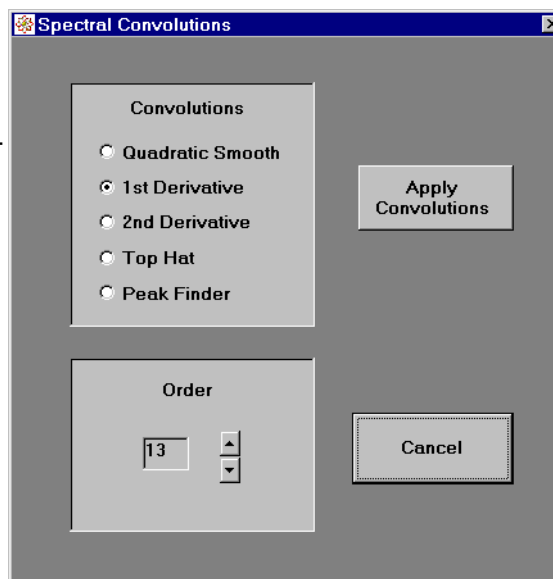 Spectral Convolutions
Convolutions
Quadratic Smooth
1st Derivative
2nd Derivative
Top Hat
Peak Finder
Apply
Convolutions
Order
13
Cancel